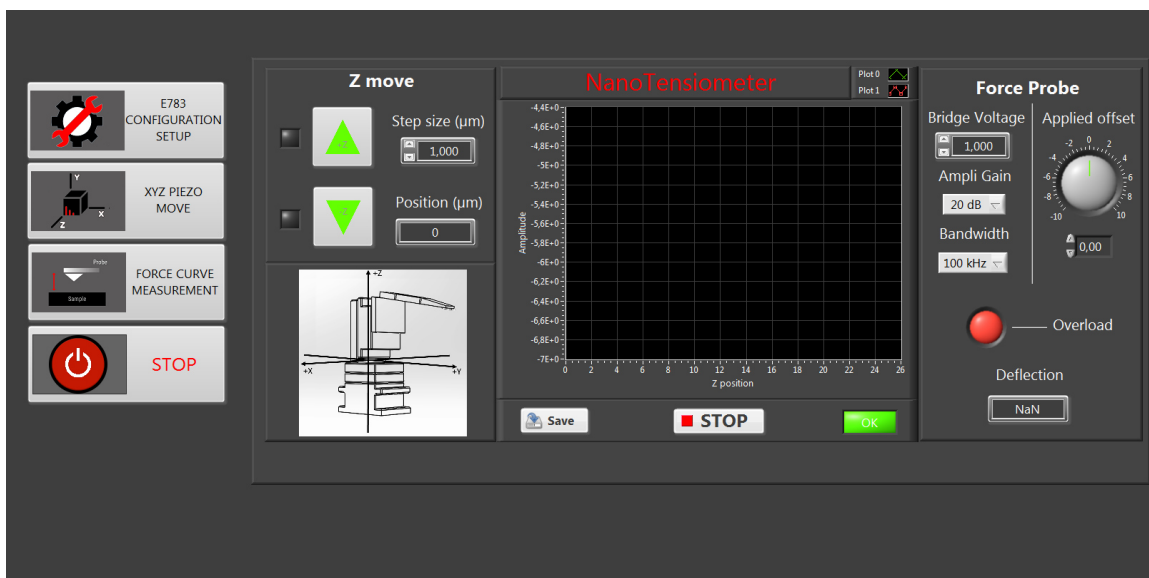 E783
CONFIGURATION
SETUP
Y
X
Z
XYZ PIEZO
MOVE
Probe
Sample
FORCE CURVE
MEASUREMENT
STOP
Z move
+Z
Step size (µm)
1,000
-Z
Position (µm)
0
+Z
+X
+Y
NanoTensiometer
Plot 0
Plot 1
Amplitude
-4,4E+0
-4,6E+0
-4,8E+0
-5E+0
-5,2E+0
-5,4E+0
-5,6E+0
-5,8E+0
-6E+0
-6,2E+0
-6,4E+0
-6,6E+0
-6,8E+0
-7E+0
0 2 4 6 8 10 12 14 16 18 20 22 24 26
Z position
Save
STOP
OK
Force Probe
Bridge Voltage
1,000
Ampli Gain
20 dB
Bandwidth
100 kHz
Applied offset
-10 -8 -6 -4 -2 0 2 4 6 8 10
0,00
Overload
Deflection
NaN